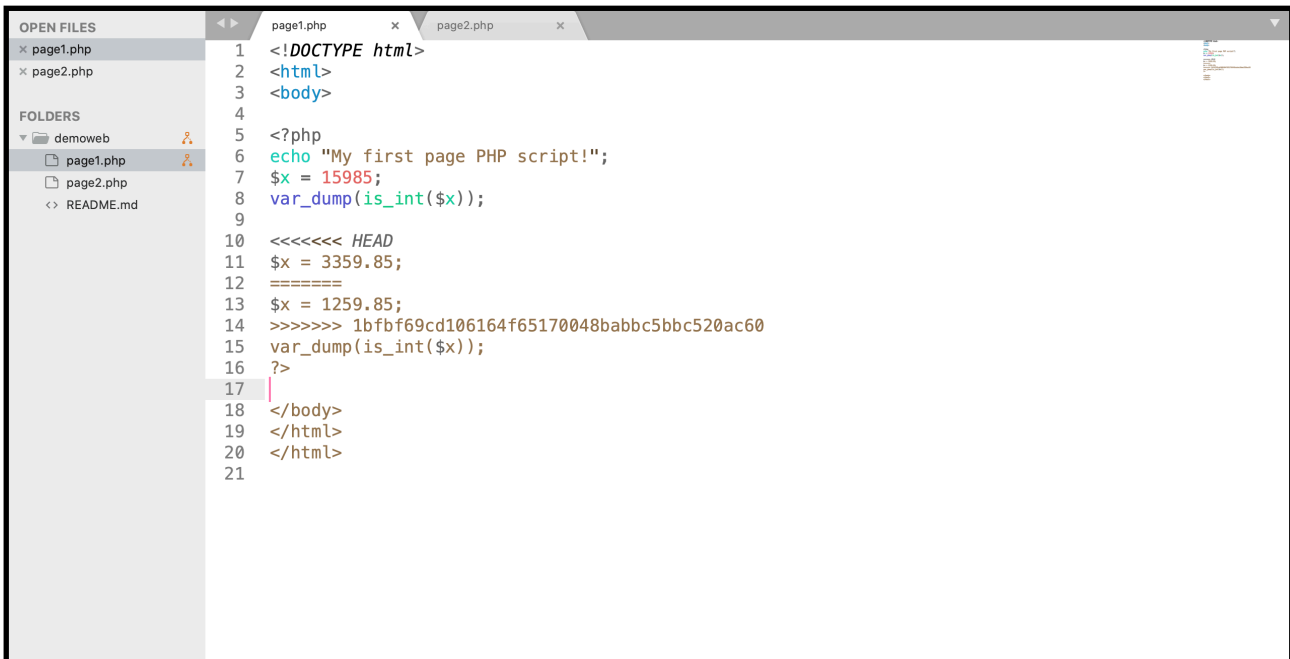 OPEN FILES
× page1.php
× page2.php
FOLDERS
demoweb
page1.php
page2.php
<> README.md
page1.php ×
page2.php ×
1 <!DOCTYPE html>
2 <html>
3 <body>
4
5 <?php
6 echo "My first page PHP script!";
7 $x = 15985;
8 var_dump(is_int($x));
9
10 <<<<<<< HEAD
11 $x = 3359.85;
12 =======
13 $x = 1259.85;
14 >>>>>>> 1bfbf69cd106164f65170048babbc5bbc520ac60
15 var_dump(is_int($x));
16 ?>
17
18 </body>
19 </html>
20 </html>
21